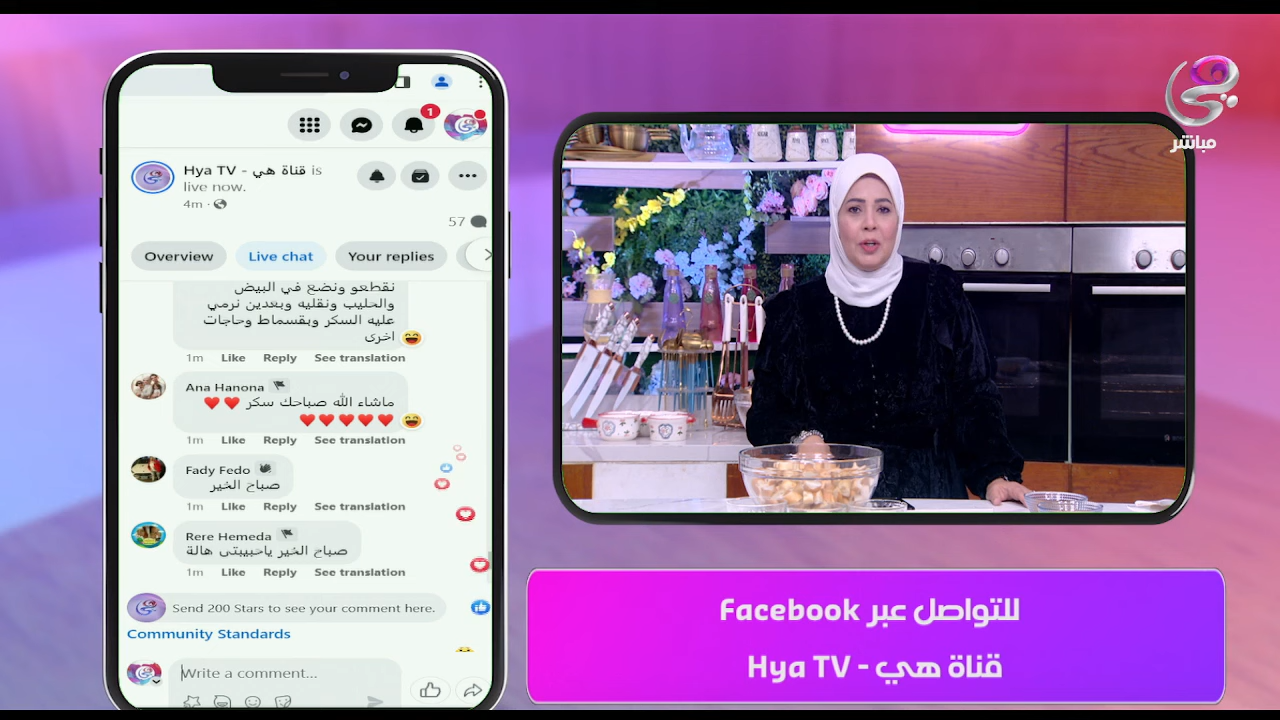 مباشر
1
Hya TV - قناة هي is
live now.
4m
57
Overview
Live chat
Your replies
نقطعو ونضع في البيض
والحليب ونقليه وبعدين نرمي
عليه السكر وبقسماط وحاجات
اخرى
1m Like Reply See translation
Ana Hanona
ماشاء الله صباحك سكر ❤️ ❤️
❤️❤️❤️❤️❤️
1m Like Reply See translation
Fady Fedo
صباح الخير
1m Like Reply See translation
Rere Hemeda
صباح الخير ياحبيبتى هالة
1m Like Reply See translation
Send 200 Stars to see your comment here.
Community Standards
Write a comment...
للتواصل عبر Facebook
قناة هي - Hya TV